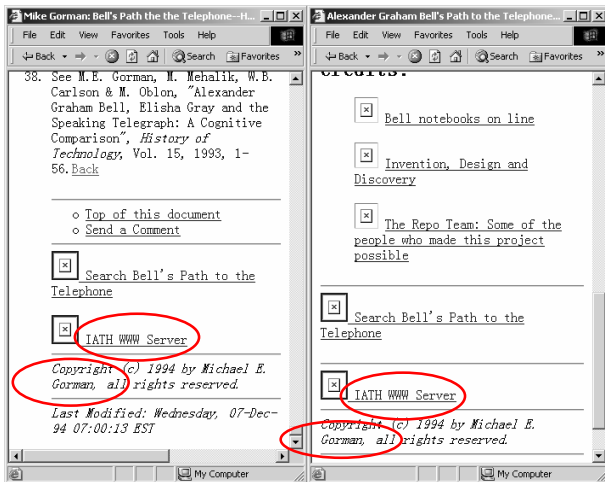 Mike Gorman: Bell's Path the the Telephone--H...
File Edit View Favorites Tools Help
Back Search Favorites »
38. See M.E. Gorman, M. Mehalik, W.B.
Carlson & M. Oblon, "Alexander
Graham Bell, Elisha Gray and the
Speaking Telegraph: A Cognitive
Comparison", History of
Technology, Vol. 15, 1993, 1-
56. Back
Top of this document
Send a Comment
Search Bell's Path to the
Telephone
IATH WWW Server
Copyright (c) 1994 by Michael E.
Gorman, all rights reserved.
Last Modified: Wednesday, 07-Dec-
94 07:00:13 EST
My Computer
Alexander Graham Bell's Path to the Telephone...
File Edit View Favorites Tools Help
Back Search Favorites »
Credits:
Bell notebooks on line
Invention, Design and
Discovery
The Repo Team: Some of the
people who made this project
possible
Search Bell's Path to the
Telephone
IATH WWW Server
Copyright (c) 1994 by Michael E.
Gorman, all rights reserved.
My Computer